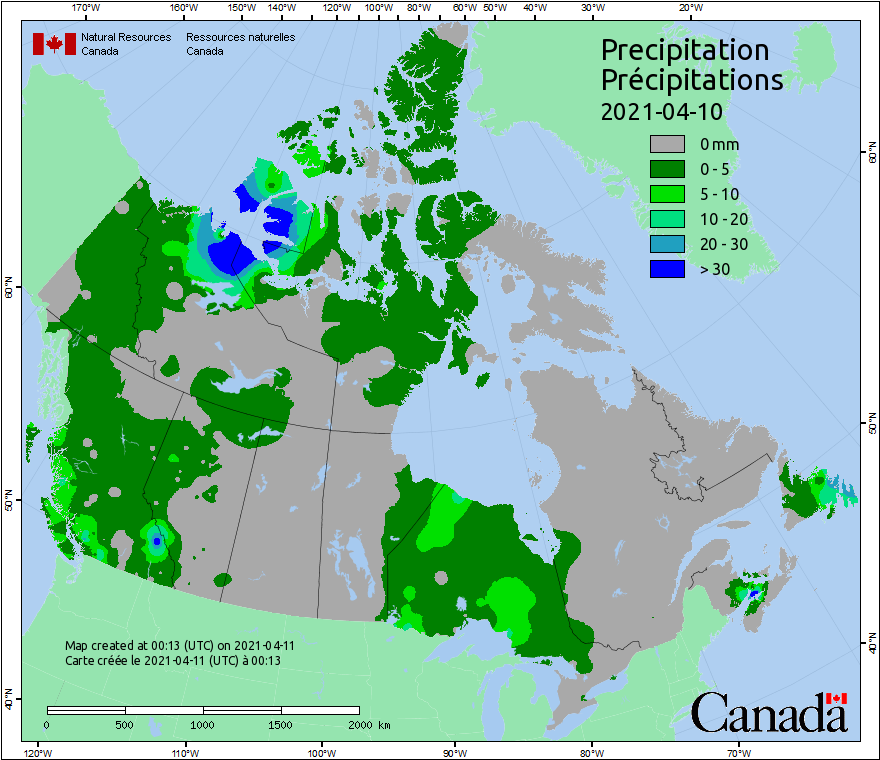 170°W 160°W 150°W 140°W 120°W 110°W 100°W 90°W 80°W 60°W 50°W 40°W 30°W 20°W
Natural Resources Canada
Ressources naturelles Canada
Precipitation
Précipitations
2021-04-10
0 mm
0 - 5
5 - 10
10 - 20
20 - 30
> 30
60°N
50°N
40°N
60°N
50°N
40°N
Map created at 00:13 (UTC) on 2021-04-11
Carte créée le 2021-04-11 (UTC) à 00:13
0 500 1000 1500 2000 km
Canada
120°W 110°W 100°W 90°W 80°W 70°W